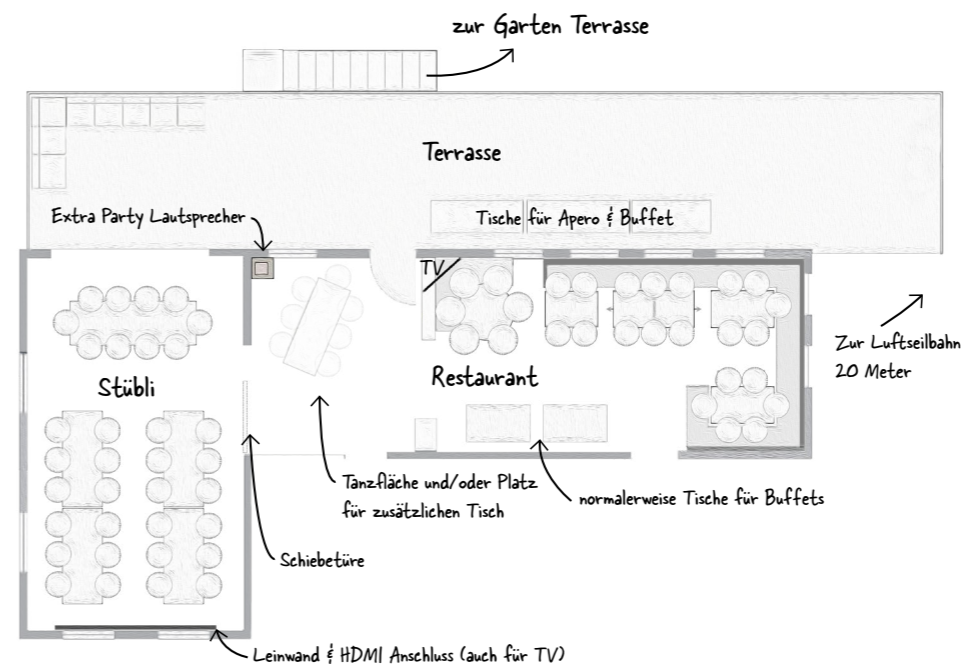 zur Garten Terrasse
Terrasse
Extra Party Lautsprecher
Tische für Apero & Buffet
TV
Zur Luftseilbahn
20 Meter
Stübli
Restaurant
Tanzfläche und/oder Platz
für zusätzlichen Tisch
normalerweise Tische für Buffets
Schiebetüre
Leinwand & HDMI Anschluss (auch für TV)